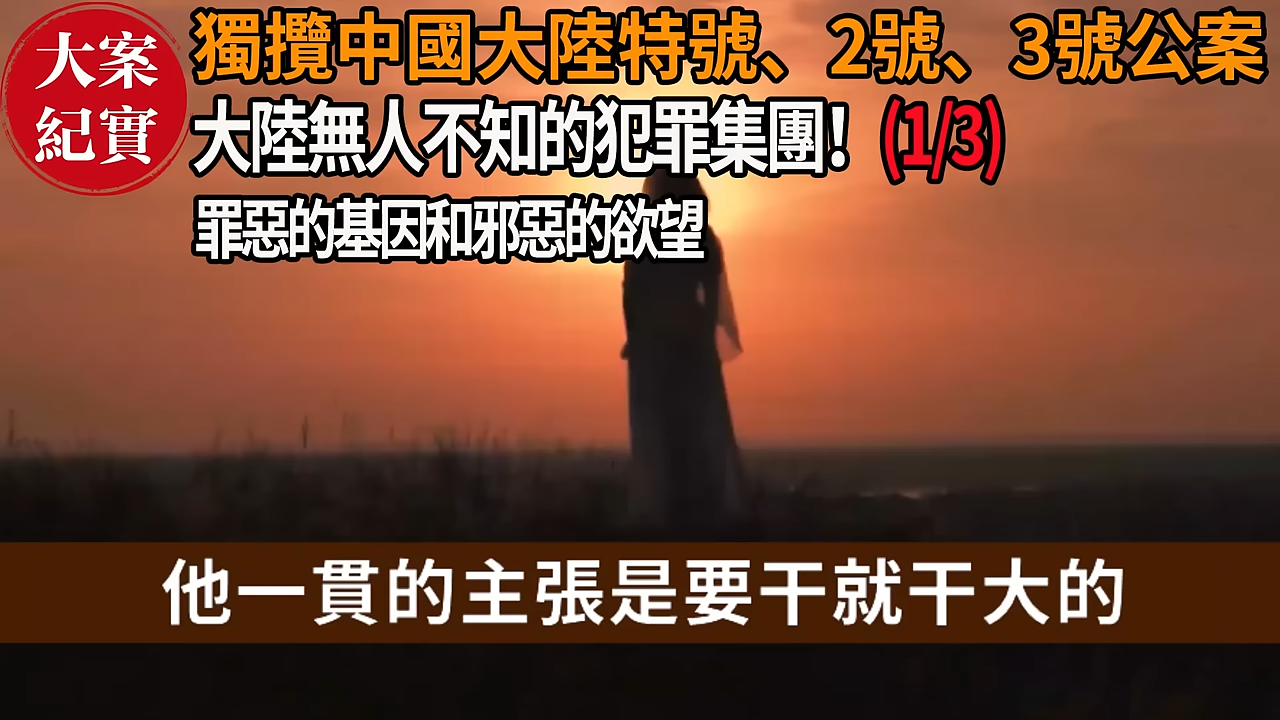 大案
紀實
獨攬中國大陸特號、2號、3號公案
大陸無人不知的犯罪集團！(1/3)
罪惡的基因和邪惡的欲望
他一貫的主張是要干就干大的